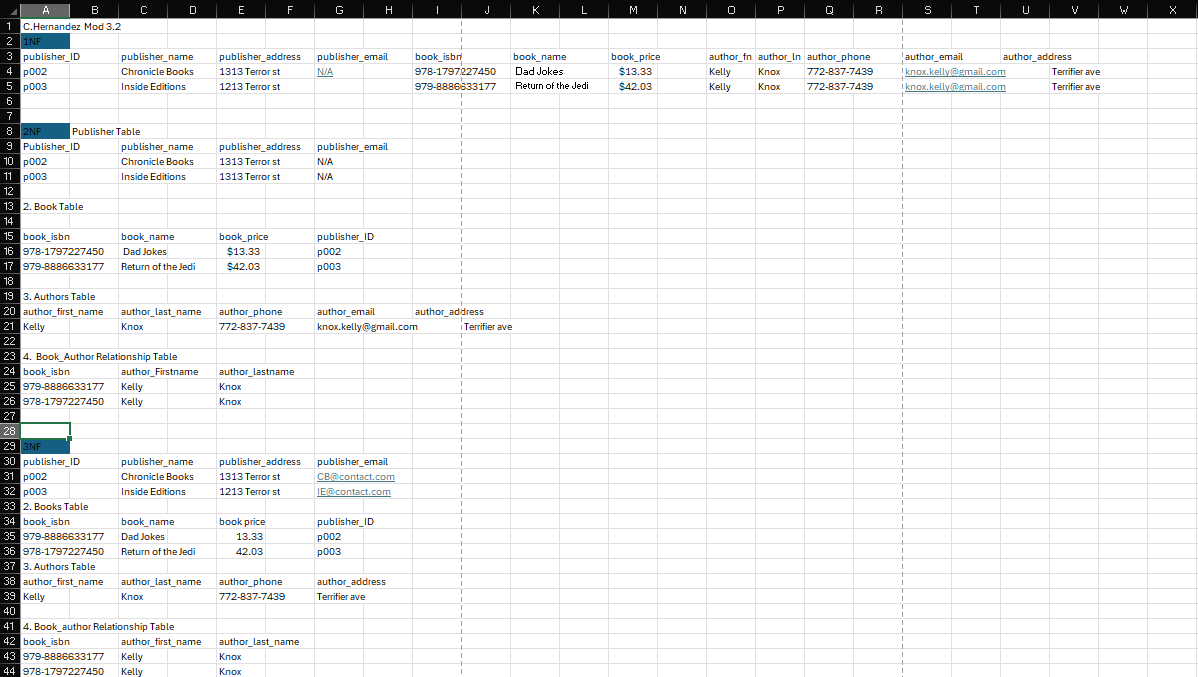 A B C D E F G H I J K L M N O P Q R S T U V W X
1 C.Hernandez Mod 3.2
2 1NF
3 publisher_ID publisher_name publisher_address publisher_email book_isbn book_name book_price author_fn author_ln author_phone author_email author_address
4 p002 Chronicle Books 1313 Terror st N/A 978-1797227450 Dad Jokes $13.33 Kelly Knox 772-837-7439 knox.kelly@gmail.com Terrifier ave
5 p003 Inside Editions 1213 Terror st 979-8886633177 Return of the Jedi $42.03 Kelly Knox 772-837-7439 knox.kelly@gmail.com Terrifier ave
6
7
8 2NF Publisher Table
9 Publisher_ID publisher_name publisher_address publisher_email
10 p002 Chronicle Books 1313 Terror st N/A
11 p003 Inside Editions 1313 Terror st N/A
12
13 2. Book Table
14
15 book_isbn book_name book_price publisher_ID
16 978-1797227450 Dad Jokes $13.33 p002
17 979-8886633177 Return of the Jedi $42.03 p003
18
19 3. Authors Table
20 author_first_name author_last_name author_phone author_email author_address
21 Kelly Knox 772-837-7439 knox.kelly@gmail.com Terrifier ave
22
23 4. Book_Author Relationship Table
24 book_isbn author_Firstname author_lastname
25 979-8886633177 Kelly Knox
26 978-1797227450 Kelly Knox
27
28
29 3NF
30 publisher_ID publisher_name publisher_address publisher_email
31 p002 Chronicle Books 1313 Terror st CB@contact.com
32 p003 Inside Editions 1213 Terror st IE@contact.com
33 2. Books Table
34 book_isbn book_name book price publisher_ID
35 979-8886633177 Dad Jokes 13.33 p002
36 978-1797227450 Return of the Jedi 42.03 p003
37 3. Authors Table
38 author_first_name author_last_name author_phone author_address
39 Kelly Knox 772-837-7439 Terrifier ave
40
41 4. Book_author Relationship Table
42 book_isbn author_first_name author_last_name
43 979-8886633177 Kelly Knox
44 978-1797227450 Kelly Knox